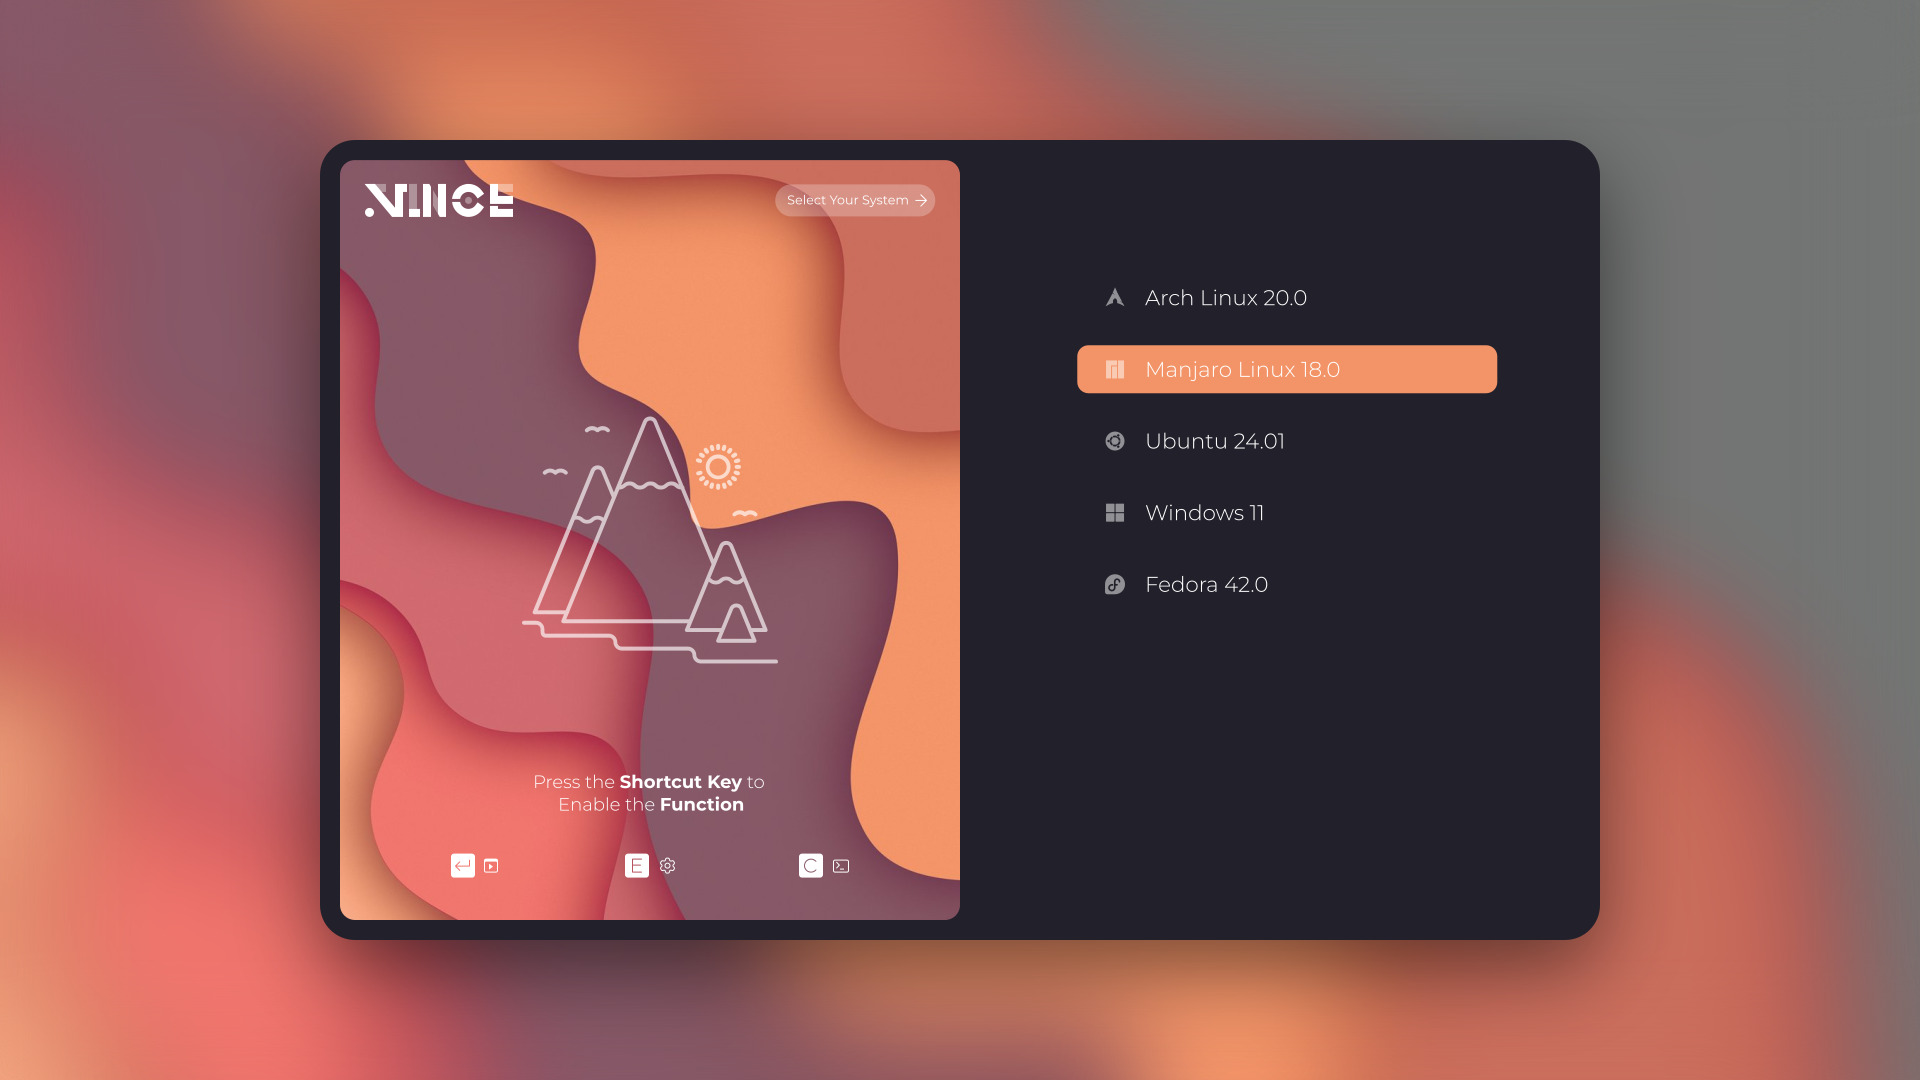 VINCE
Select Your System
Press the Shortcut Key to
Enable the Function
E
C
Arch Linux 20.0
Manjaro Linux 18.0
Ubuntu 24.01
Windows 11
Fedora 42.0